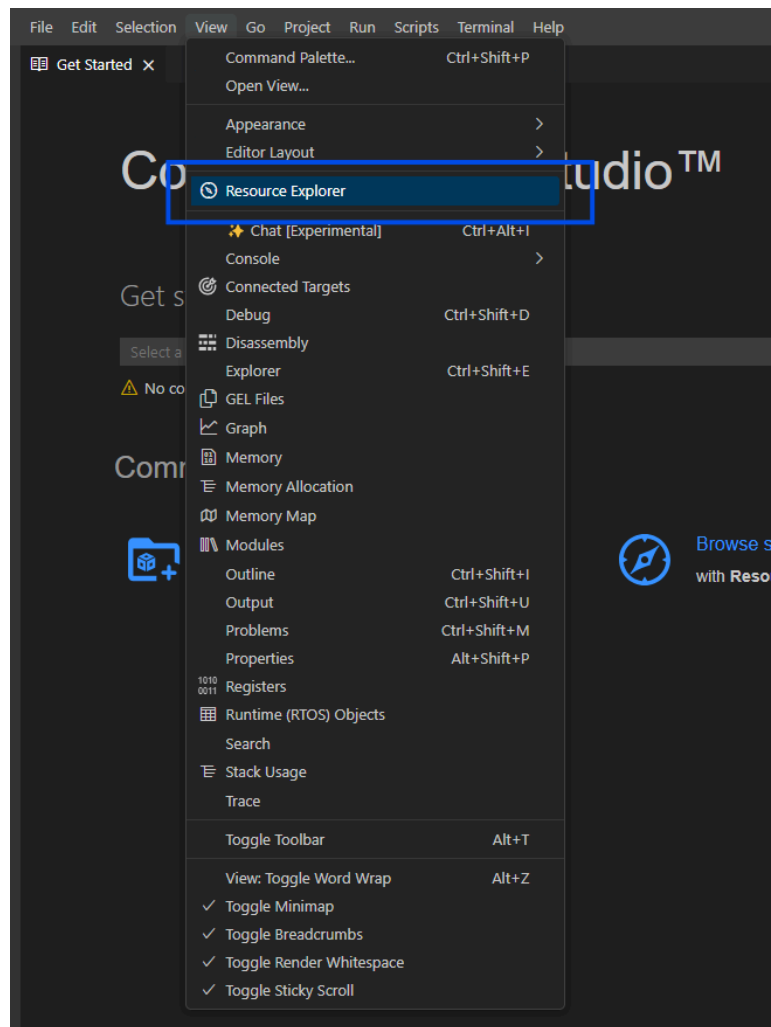 File Edit Selection View Go Project Run Scripts Terminal Help
Get Started
Command Palette... Ctrl+Shift+P
Open View...
Appearance
Editor Layout
Resource Explorer
Chat [Experimental] Ctrl+Alt+I
Console
Connected Targets
Debug Ctrl+Shift+D
Disassembly
Explorer Ctrl+Shift+E
GEL Files
Graph
Memory
Memory Allocation
Memory Map
Modules
Outline Ctrl+Shift+I
Output Ctrl+Shift+U
Problems Ctrl+Shift+M
Properties Alt+Shift+P
Registers
Runtime (RTOS) Objects
Search
Stack Usage
Trace
Toggle Toolbar Alt+T
View: Toggle Word Wrap Alt+Z
Toggle Minimap
Toggle Breadcrumbs
Toggle Render Whitespace
Toggle Sticky Scroll
Co
udio™
Get s
Select a
No co
Comm
Browse s
with Reso